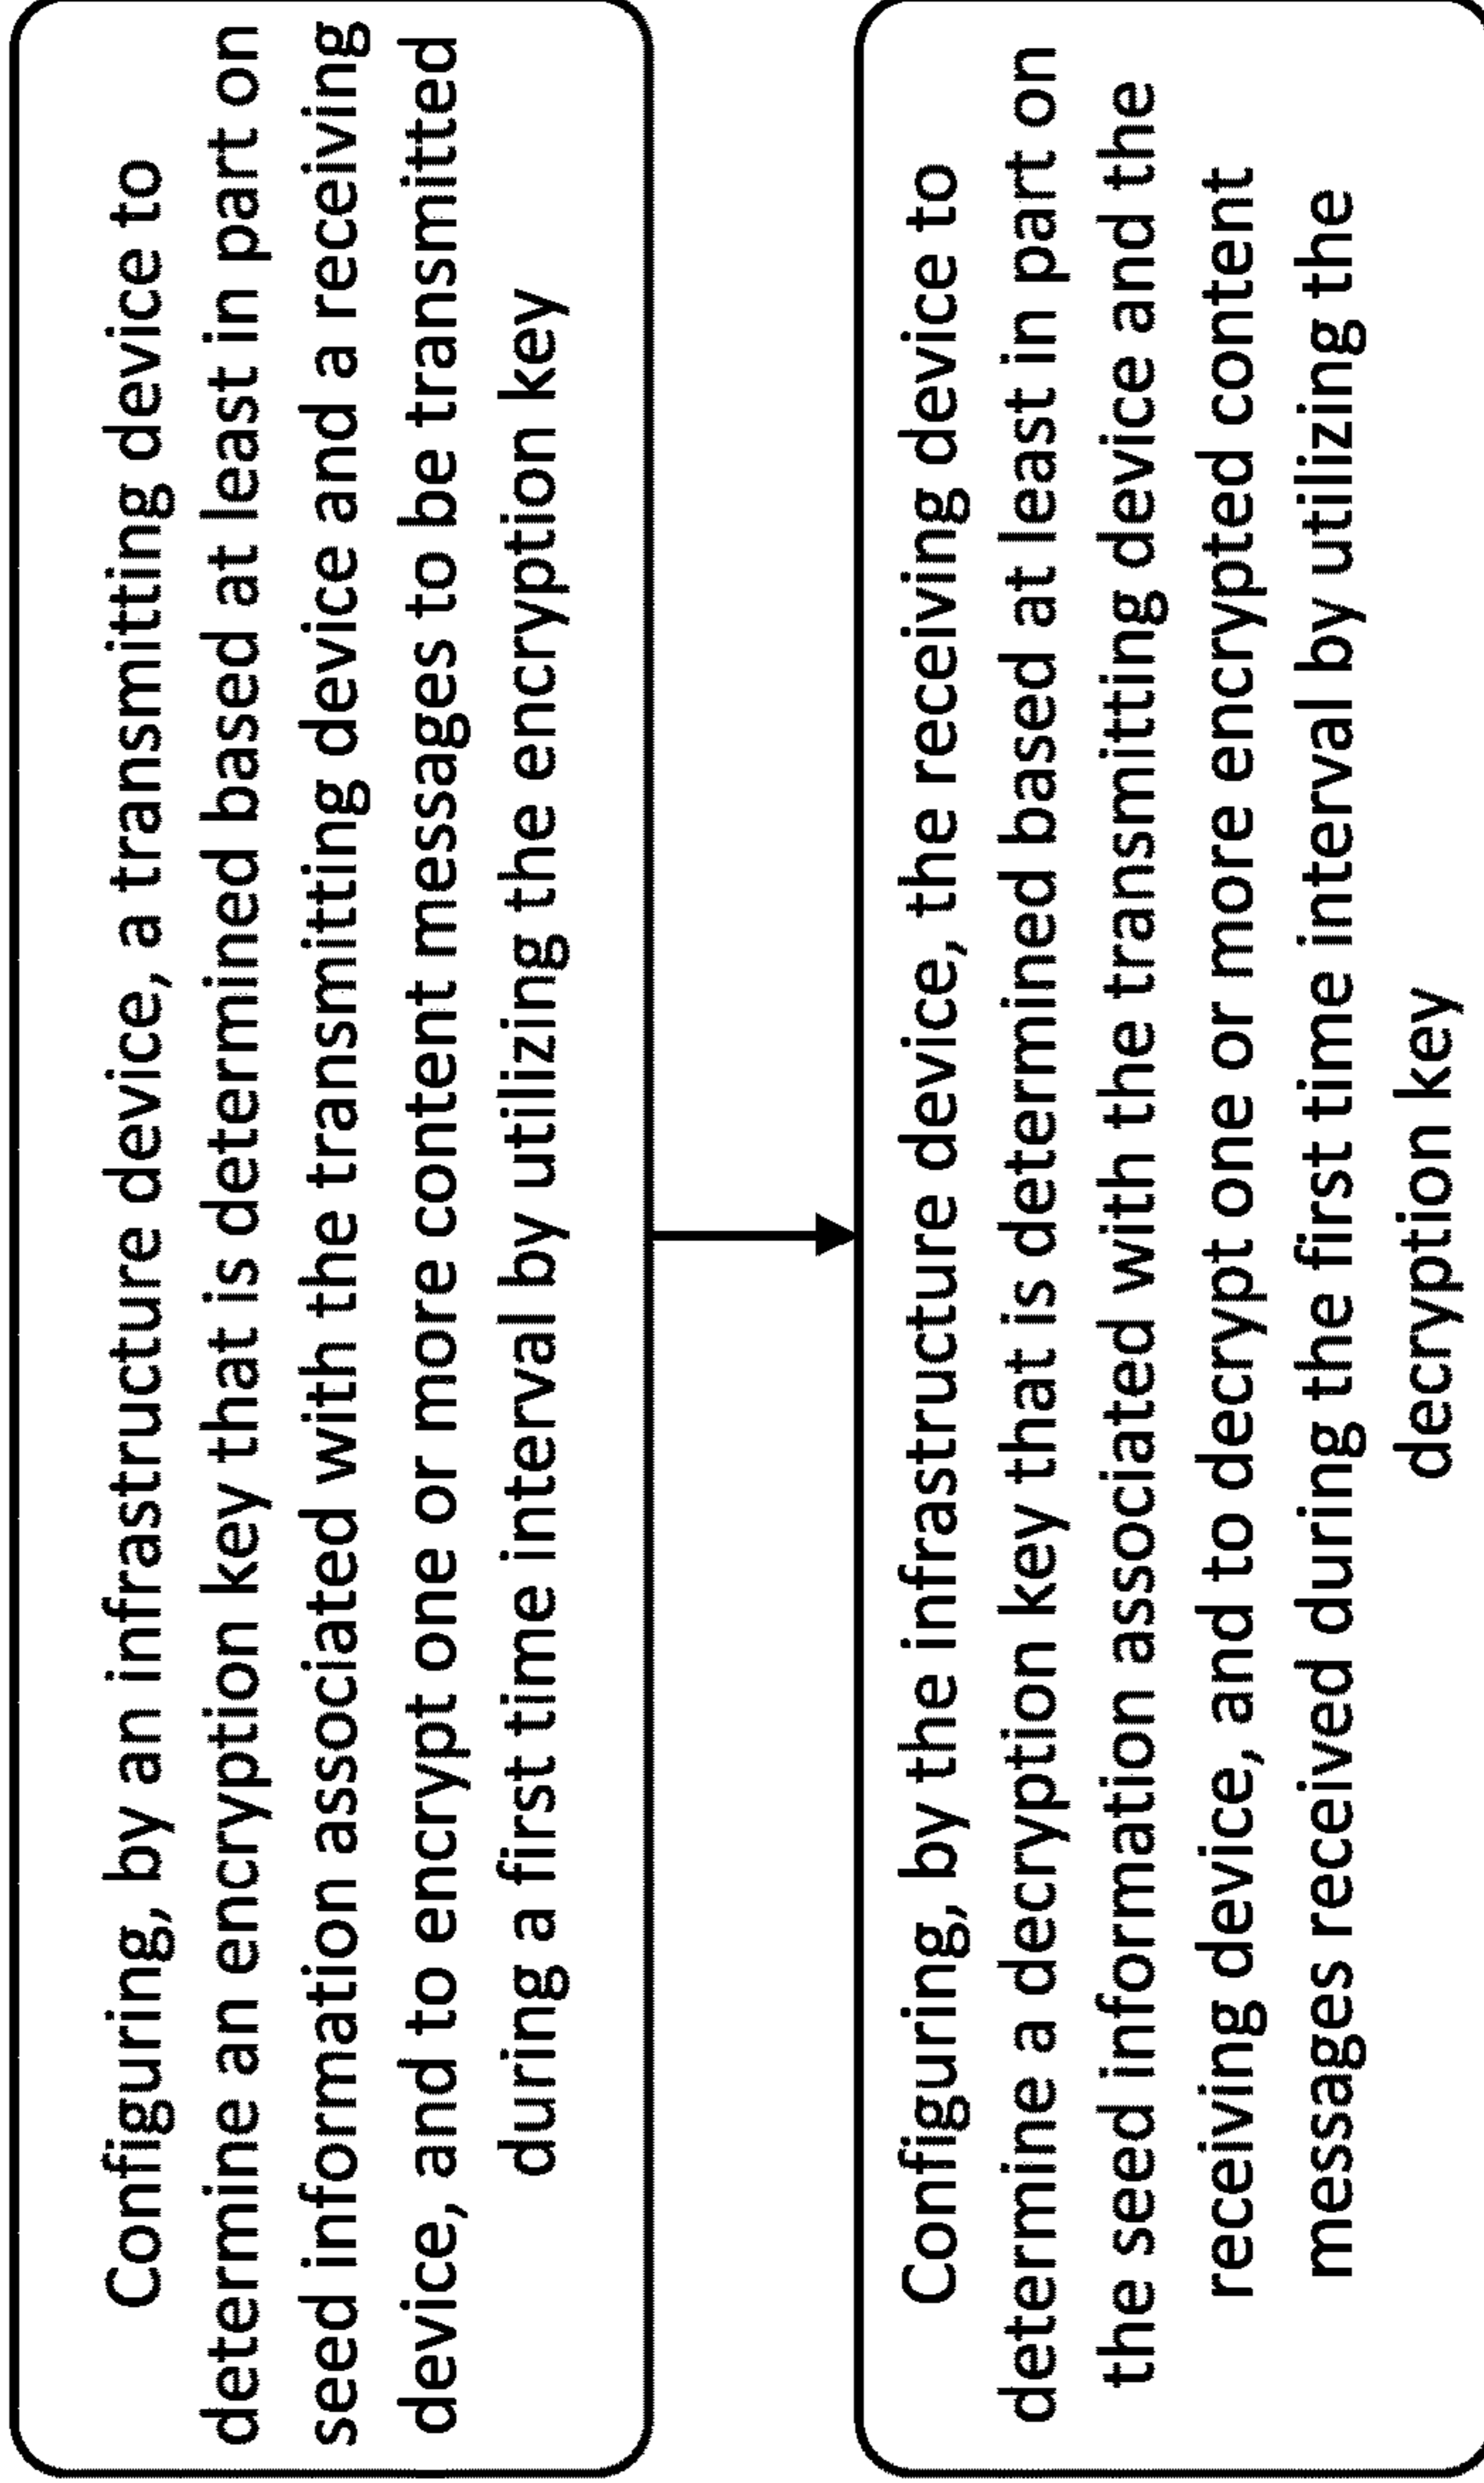 Configuring, by an infrastructure device, a transmitting device to
determine an encryption key that is determined based at least in part on
seed information associated with the transmitting device and a receiving
device, and to encrypt one or more content messages to be transmitted
during a first time interval by utilizing the encryption key
Configuring, by the infrastructure device, the receiving device to
determine a decryption key that is determined based at least in part on
the seed information associated with the transmitting device and the
receiving device, and to decrypt one or more encrypted content
messages received during the first time interval by utilizing the
decryption key